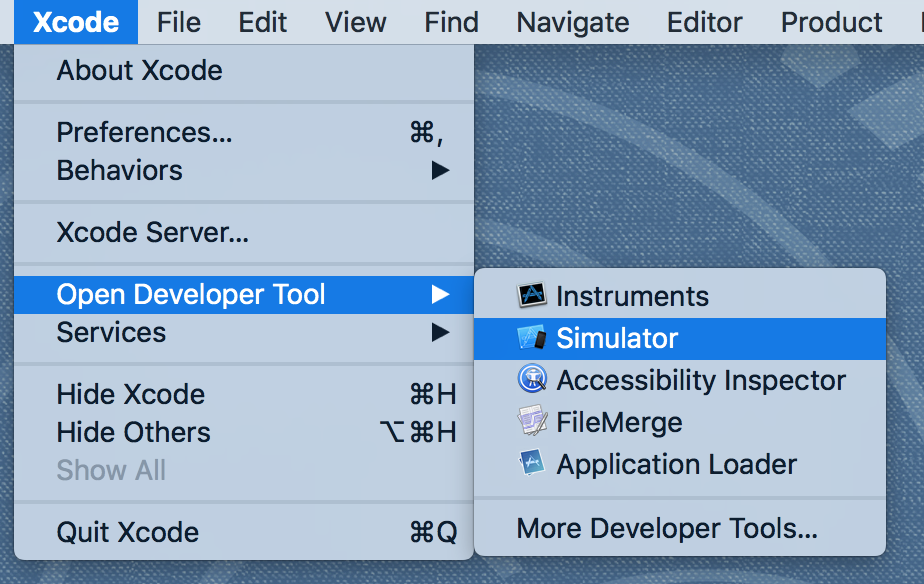 Xcode File Edit View Find Navigate Editor Product
About Xcode
Preferences... ⌘,
Behaviors ▶
Xcode Server...
Open Developer Tool ▶
Services ▶
Hide Xcode ⌘H
Hide Others ⌥⌘H
Show All
Quit Xcode ⌘Q
Instruments
Simulator
Accessibility Inspector
FileMerge
Application Loader
More Developer Tools...